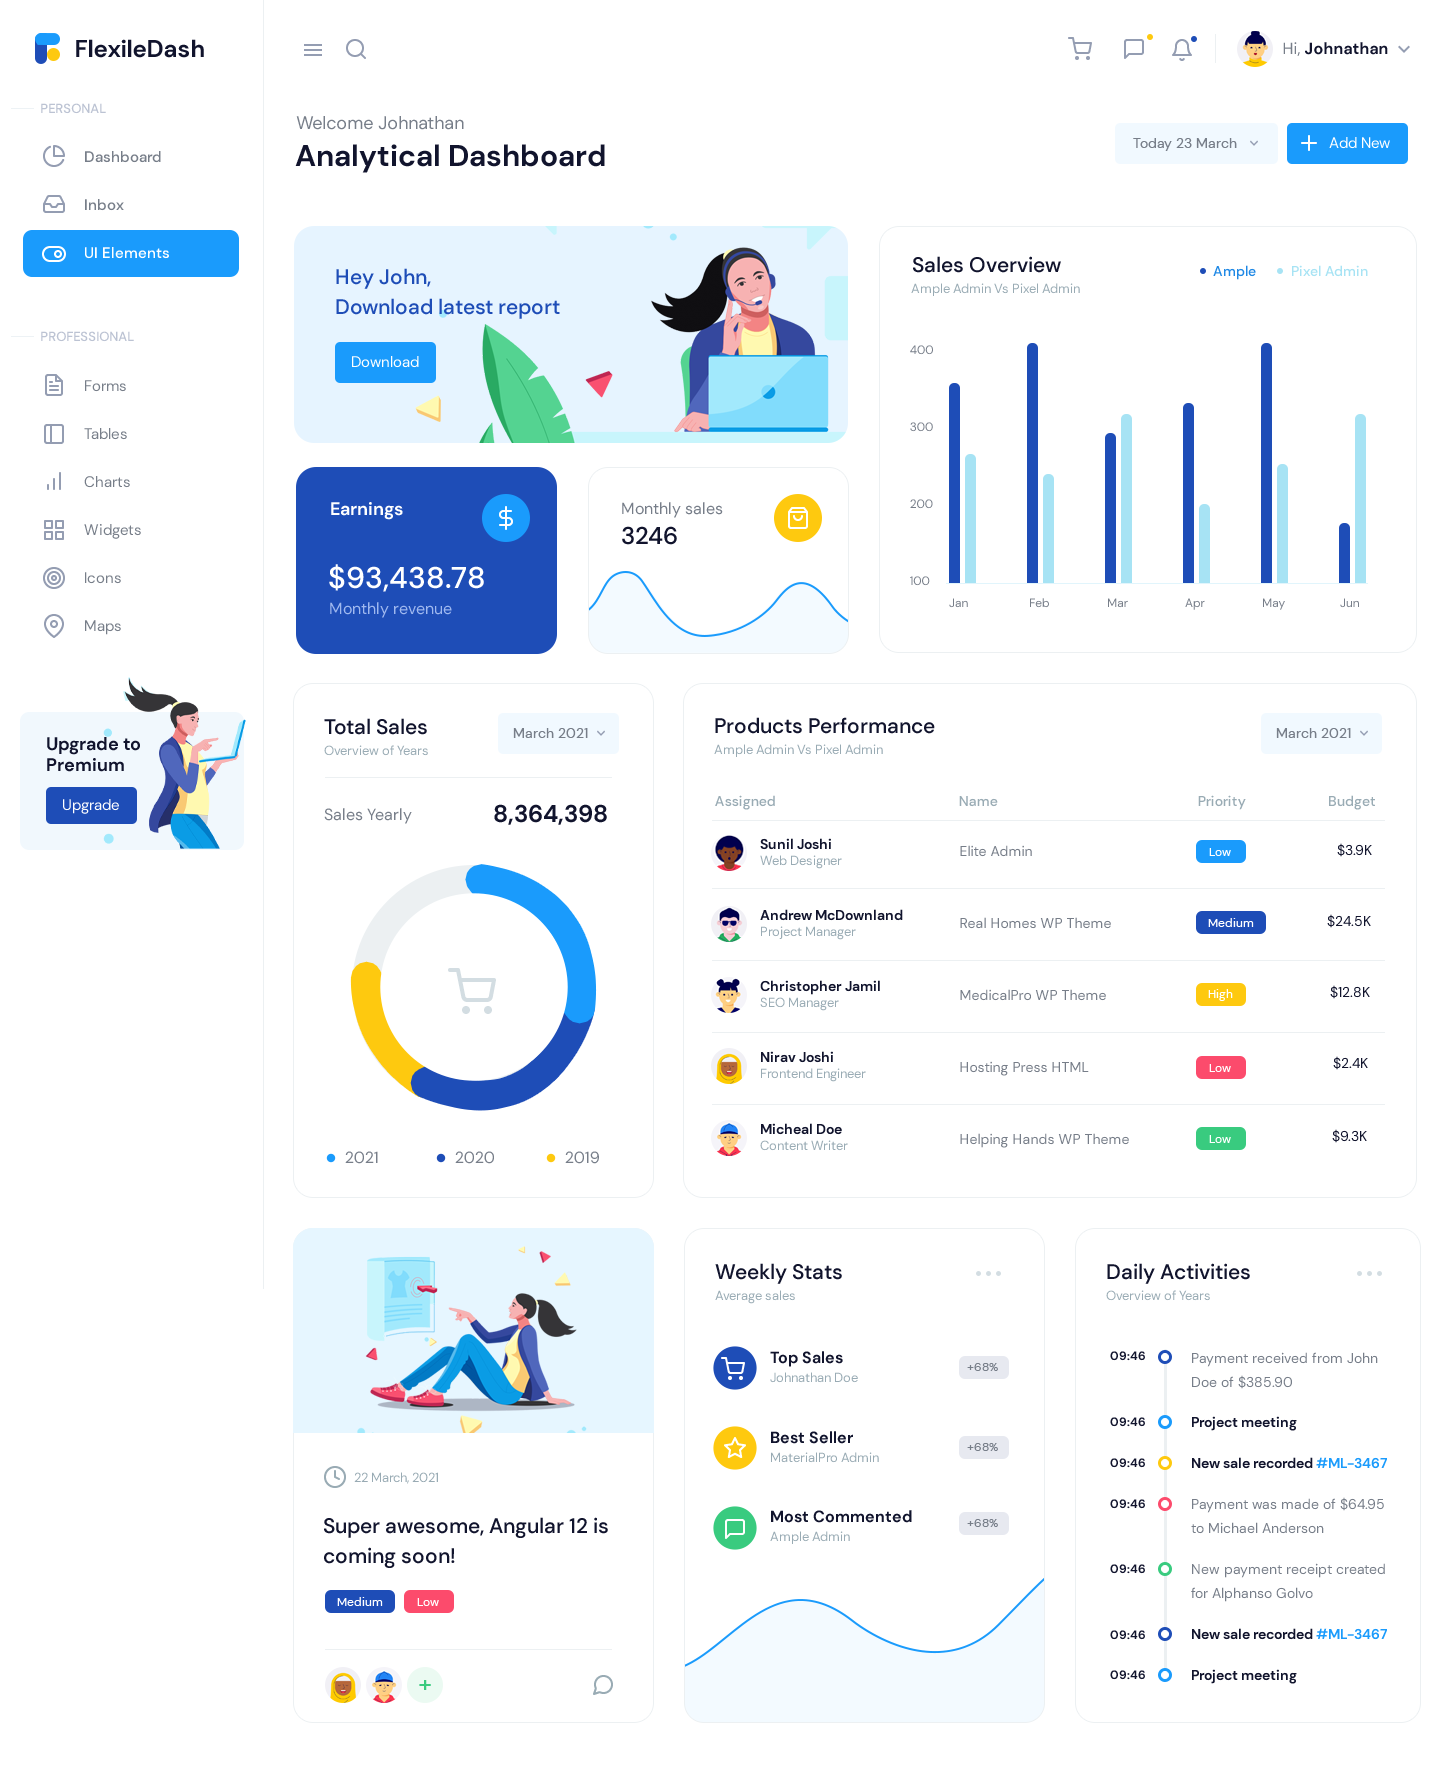 FlexileDash
PERSONAL
Dashboard
Inbox
UI Elements
PROFESSIONAL
Forms
Tables
Charts
Widgets
Icons
Maps
Upgrade to
Premium
Upgrade
Hi, Johnathan
Welcome Johnathan
Analytical Dashboard
Today 23 March
Add New
Hey John,
Download latest report
Download
Earnings
$93,438.78
Monthly revenue
Monthly sales
3246
Sales Overview
Ample Admin Vs Pixel Admin
Ample
Pixel Admin
400
300
200
100
Jan
Feb
Mar
Apr
May
Jun
Total Sales
Overview of Years
March 2021
Sales Yearly
8,364,398
2021
2020
2019
Products Performance
Ample Admin Vs Pixel Admin
March 2021
Assigned Name Priority Budget
Sunil Joshi
Web Designer
Elite Admin
Low
$3.9K
Andrew McDownland
Project Manager
Real Homes WP Theme
Medium
$24.5K
Christopher Jamil
SEO Manager
MedicalPro WP Theme
High
$12.8K
Nirav Joshi
Frontend Engineer
Hosting Press HTML
Low
$2.4K
Micheal Doe
Content Writer
Helping Hands WP Theme
Low
$9.3K
22 March, 2021
Super awesome, Angular 12 is
coming soon!
Medium
Low
+
Weekly Stats
Average sales
Top Sales
Johnathan Doe
+68%
Best Seller
MaterialPro Admin
+68%
Most Commented
Ample Admin
+68%
Daily Activities
Overview of Years
09:46 Payment received from John
Doe of $385.90
09:46 Project meeting
09:46 New sale recorded #ML-3467
09:46 Payment was made of $64.95
to Michael Anderson
09:46 New payment receipt created
for Alphanso Golvo
09:46 New sale recorded #ML-3467
09:46 Project meeting